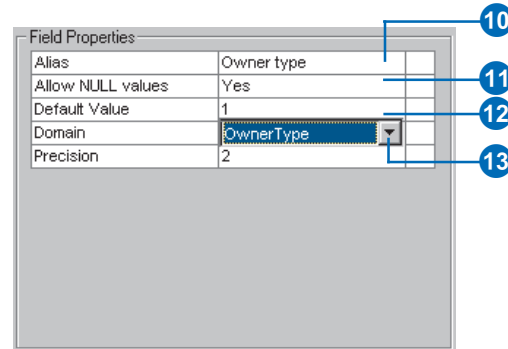 Field Properties
Alias Owner type 10
Allow NULL values Yes 11
Default Value 1 12
Domain OwnerType 13
Precision 2